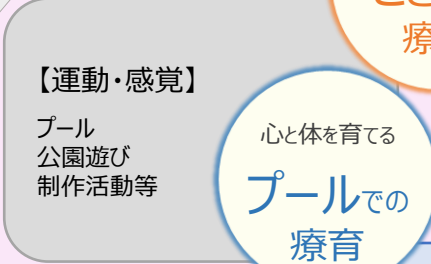 【運動・感覚】
プール
公園遊び
制作活動等
心と体を育てる
プールでの
療育